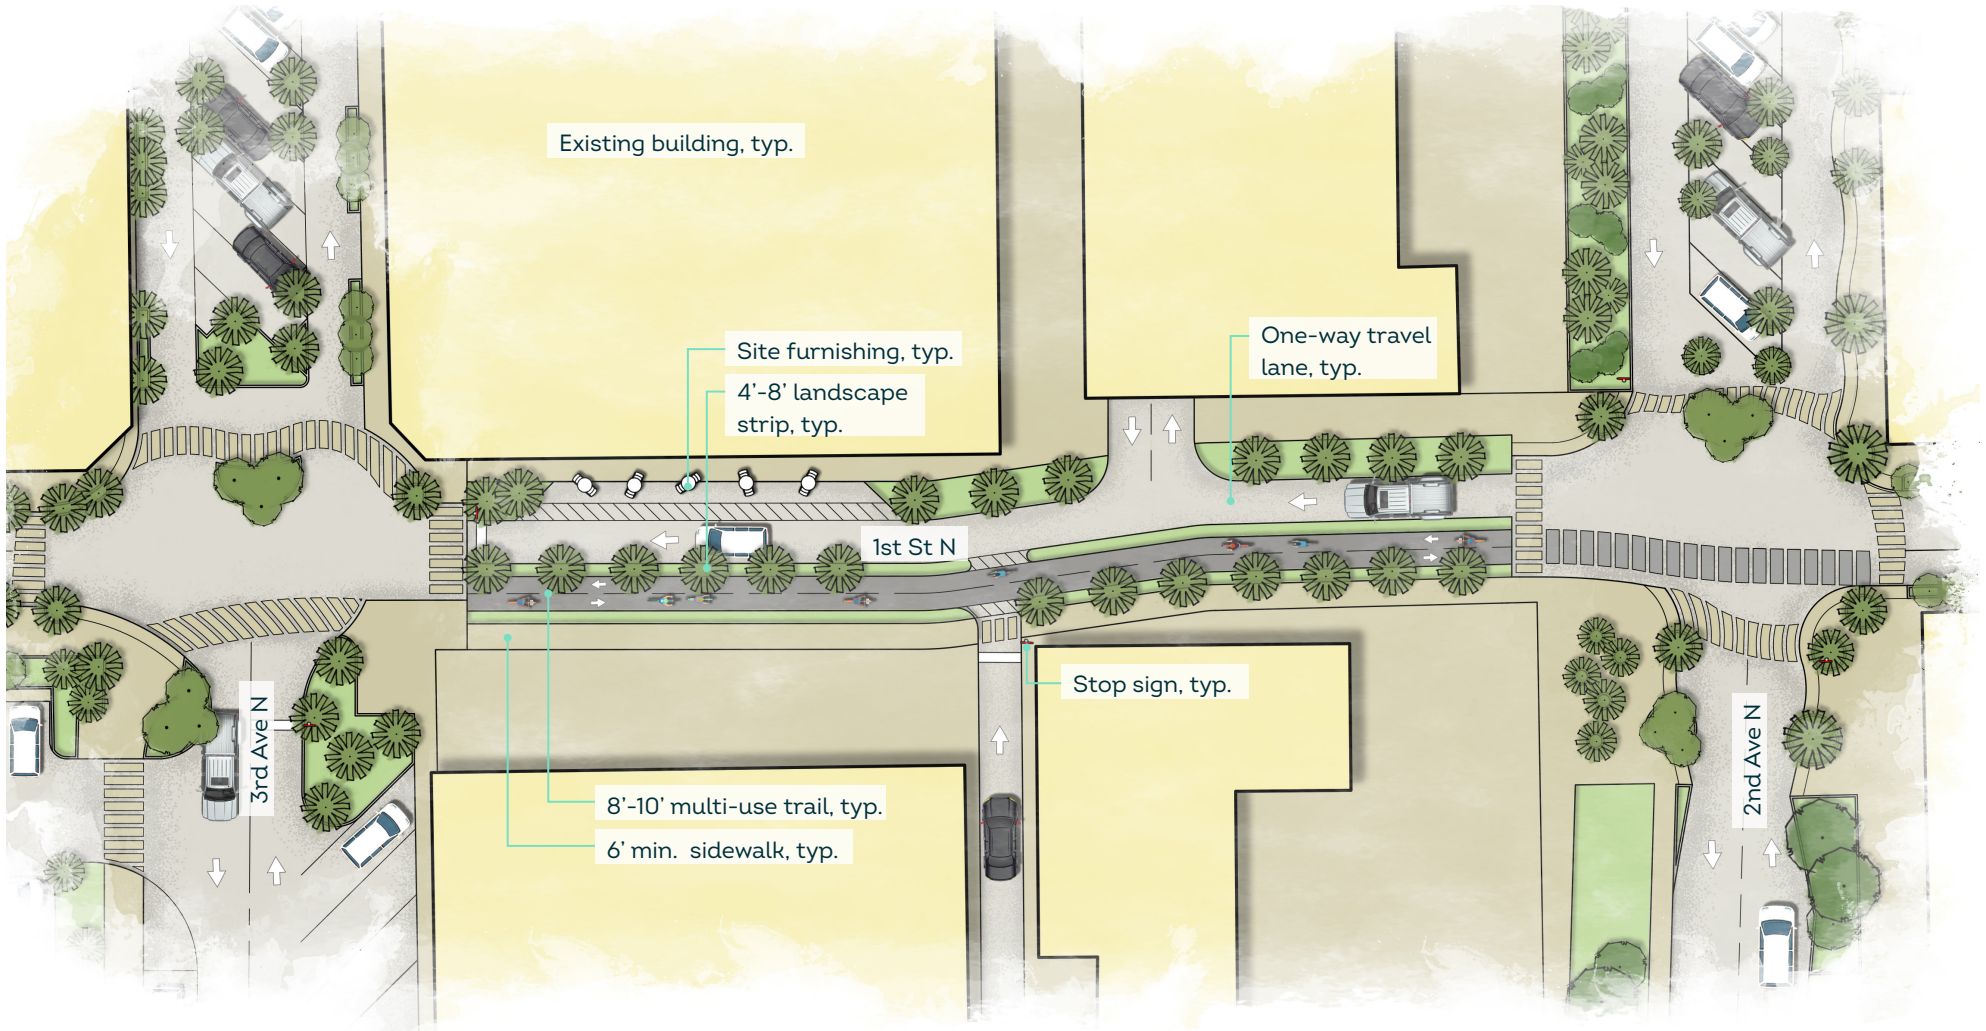 Existing building, typ.
Site furnishing, typ.
4'-8' landscape
strip, typ.
One-way travel
lane, typ.
1st St N
Stop sign, typ.
3rd Ave N
2nd Ave N
8'-10' multi-use trail, typ.
6' min. sidewalk, typ.